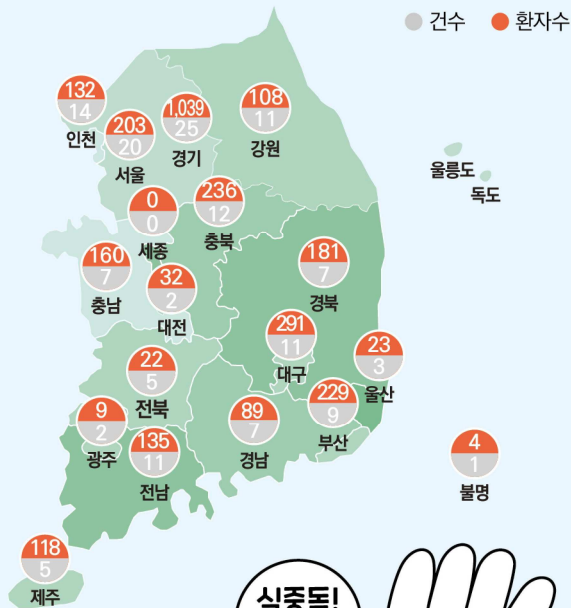 건수 환자수
132
14
인천
203
20
서울
1,039
25
경기
108
11
강원
울릉도
독도
0
0
세종
236
12
충북
160
7
충남
32
2
대전
181
7
경북
291
11
대구
23
3
울산
22
5
전북
229
9
부산
9
2
광주
135
11
전남
89
7
경남
4
1
불명
118
5
제주
식중독!